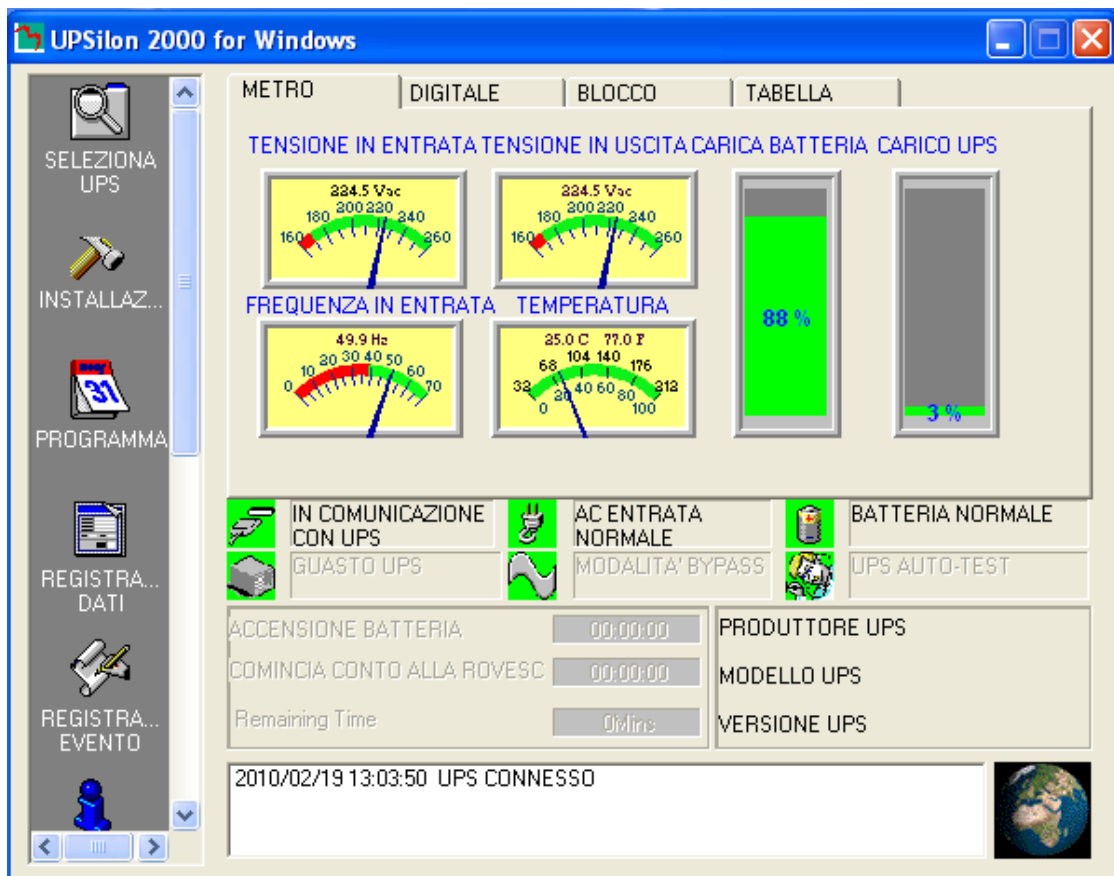 UPSilon 2000 for Windows
SELEZIONA
UPS
INSTALLAZ...
PROGRAMMA
REGISTRA...
DATI
REGISTRA...
EVENTO
METRO DIGITALE BLOCCO TABELLA
TENSIONE IN ENTRATA TENSIONE IN USCITA CARICA BATTERIA CARICO UPS
224.5 Vac
160 180 200 220 240 260
224.5 Vac
160 180 200 220 240 260
FREQUENZA IN ENTRATA TEMPERATURA
49.9 Hz
0 10 20 30 40 50 60 70
25.0 C 77.0 F
32 68 104 140 176 212
0 20 40 60 80 100
88 %
3 %
IN COMUNICAZIONE
CON UPS
AC ENTRATA
NORMALE
BATTERIA NORMALE
GUASTO UPS
MODALITA' BYPASS
UPS AUTO-TEST
ACCENSIONE BATTERIA 00:00:00
COMINCIA CONTO ALLA ROVESC 00:00:00
Remaining Time 0Mins
PRODUTTORE UPS
MODELLO UPS
VERSIONE UPS
2010/02/19 13:03:50 UPS CONNESSO